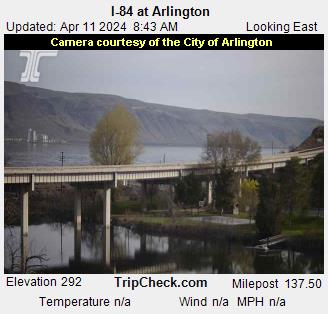 I-84 at Arlington
Updated: Apr 11 2024 8:43 AM Looking East
Camera courtesy of the City of Arlington
Elevation 292 TripCheck.com Milepost 137.50
Temperature n/a Wind n/a MPH n/a